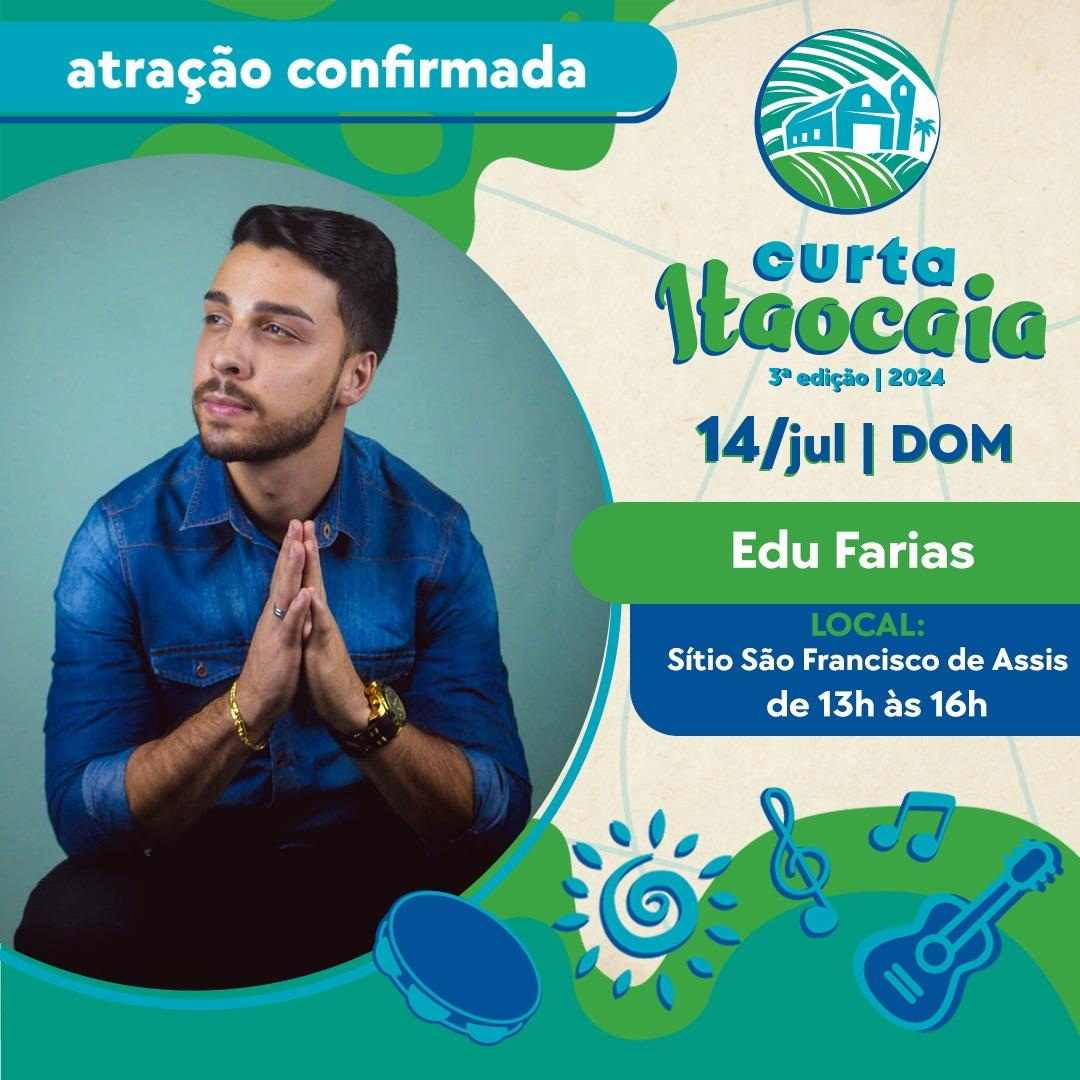 atração confirmada
curta
Itaocaia
3ª edição | 2024
14/jul | DOM
Edu Farias
LOCAL:
Sítio São Francisco de Assis
de 13h às 16h